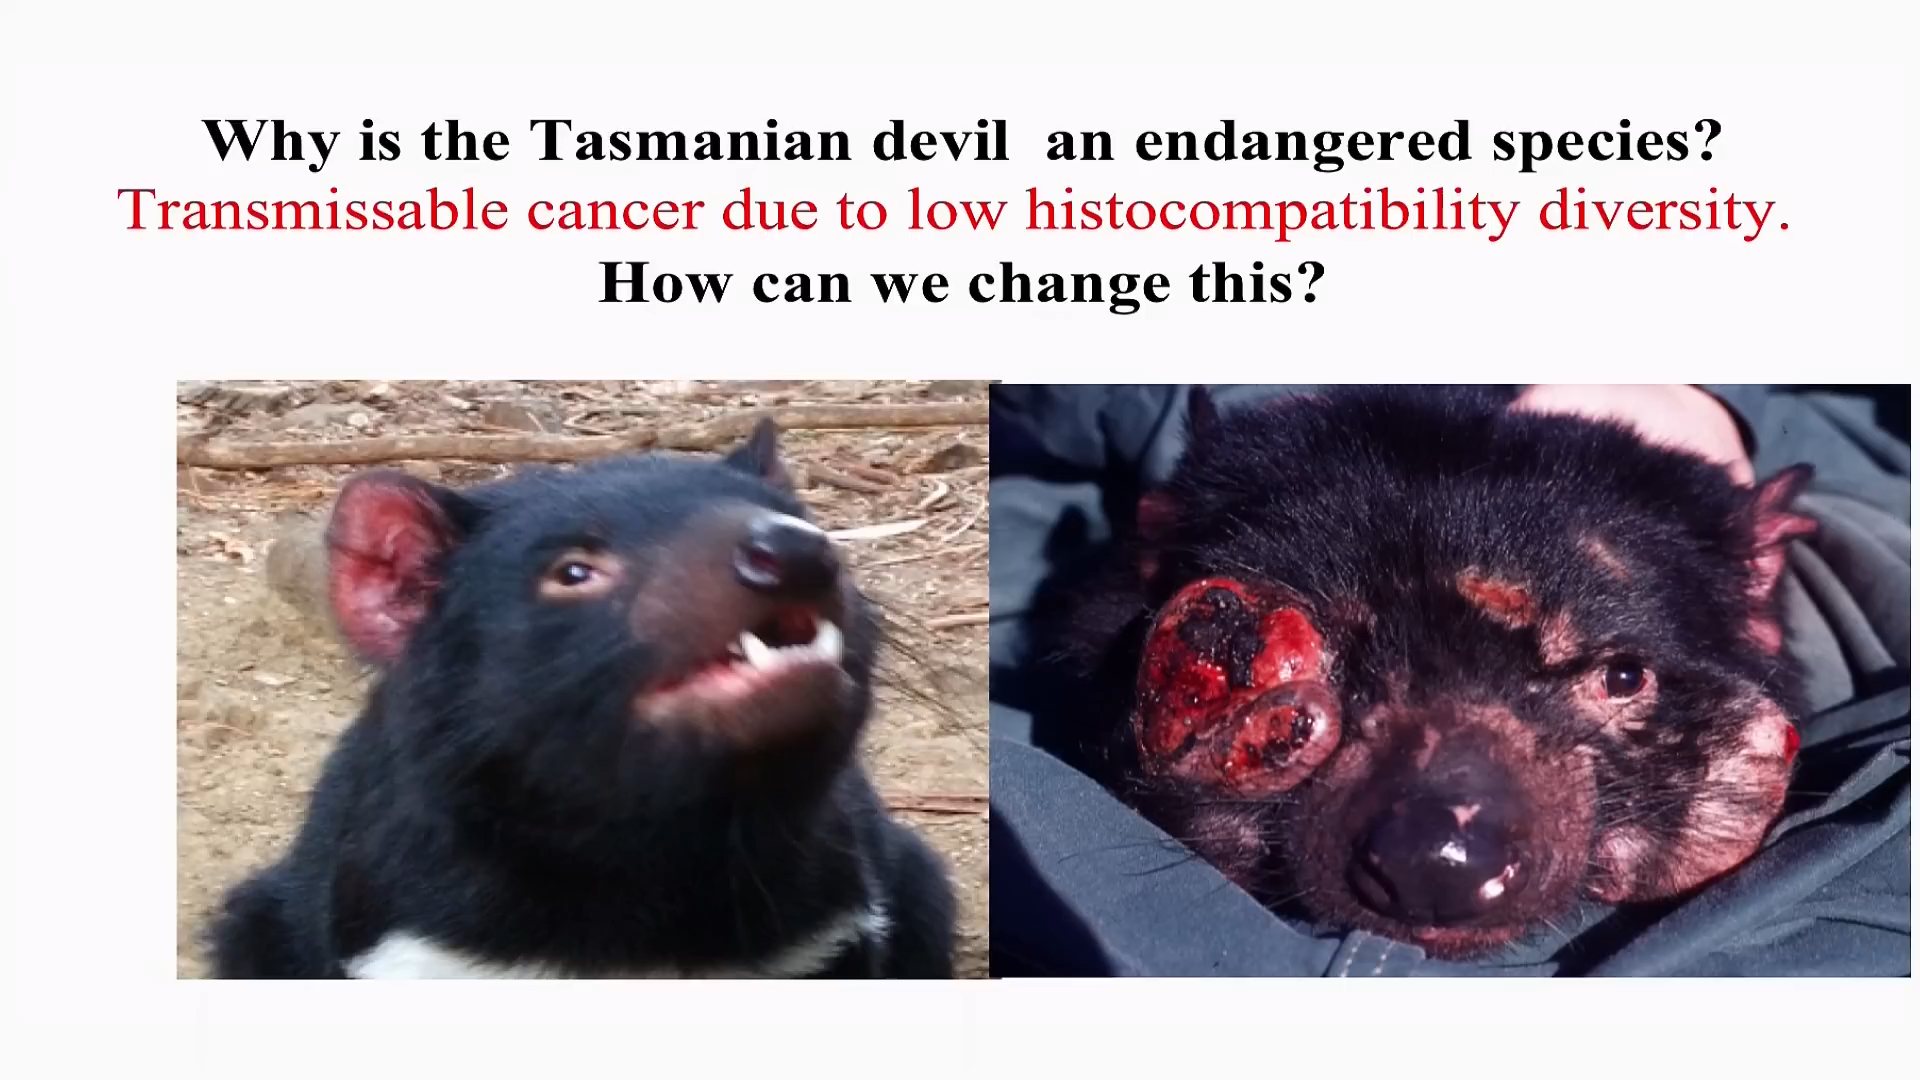 Why is the Tasmanian devil an endangered species?
Transmissable cancer due to low histocompatibility diversity.
How can we change this?